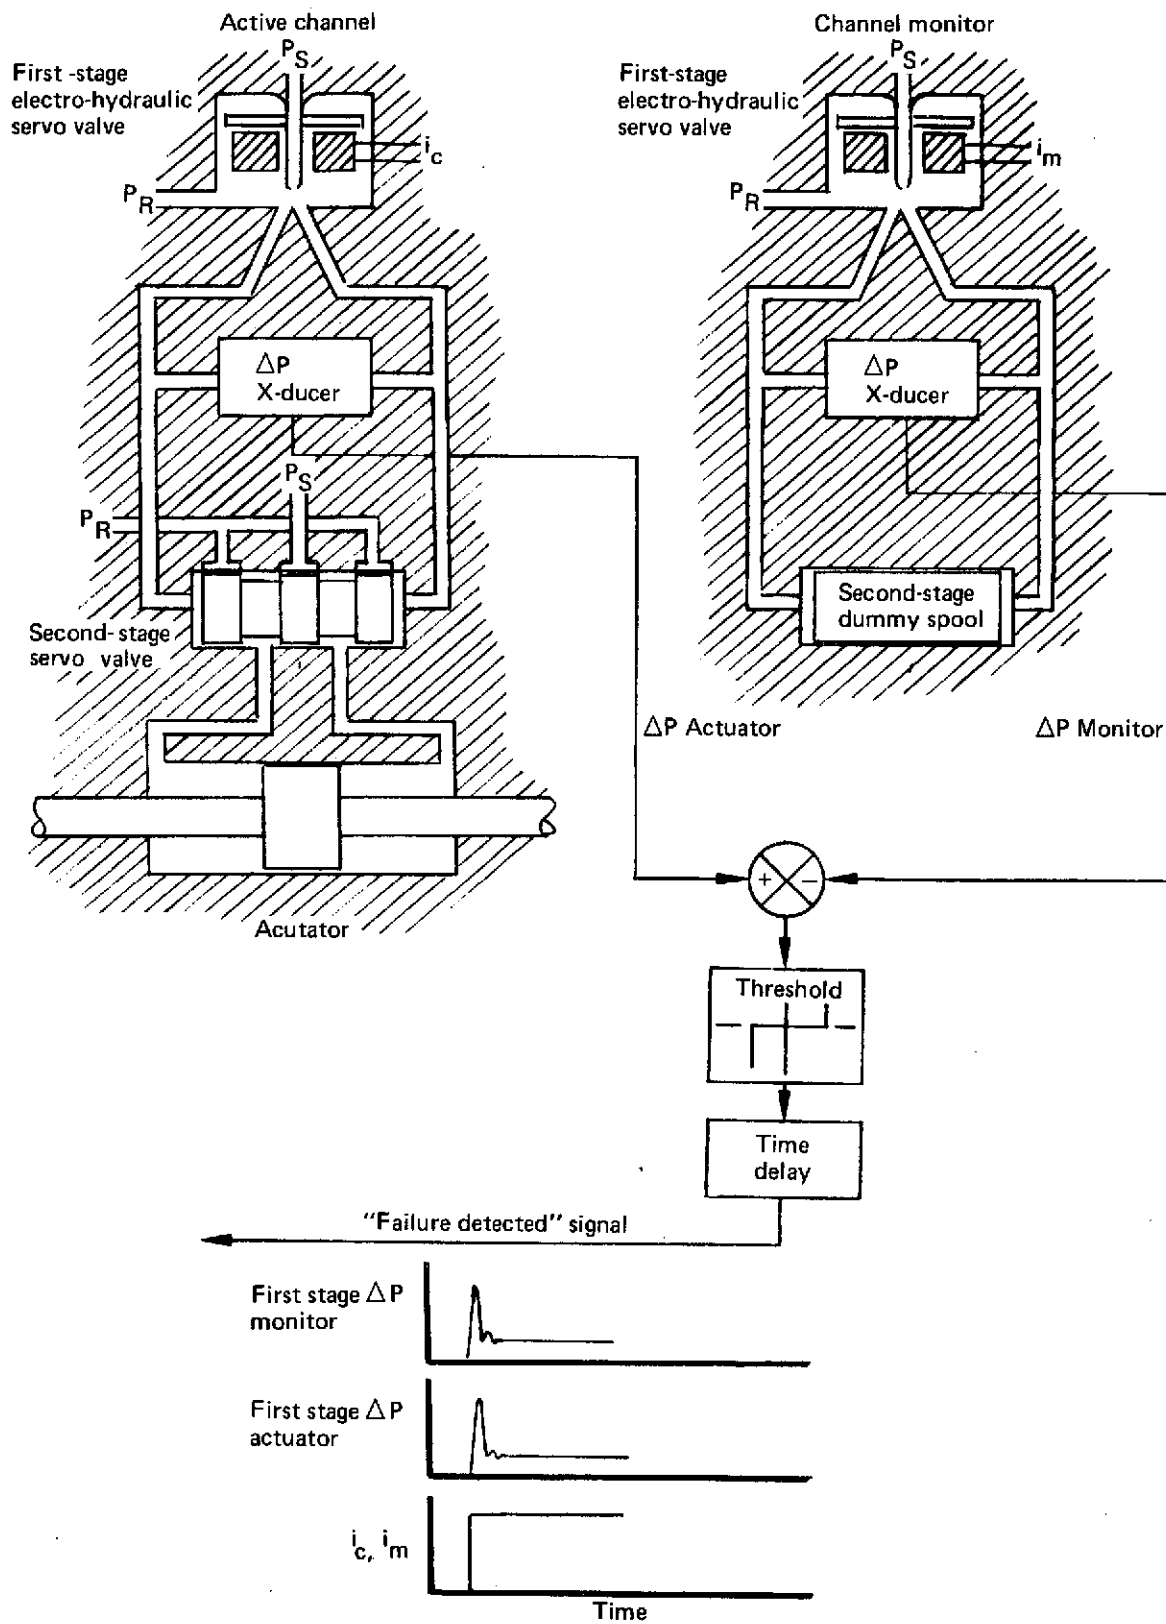 Active channel
P_S
First-stage
electro-hydraulic
servo valve
i_c
P_R
ΔP
X-ducer
P_S
P_R
Second-stage
servo valve
Acutator
Channel monitor
P_S
First-stage
electro-hydraulic
servo valve
i_m
P_R
ΔP
X-ducer
Second-stage
dummy spool
ΔP Actuator
ΔP Monitor
+
−
Threshold
Time
delay
"Failure detected" signal
First stage ΔP
monitor
First stage ΔP
actuator
i_c, i_m
Time